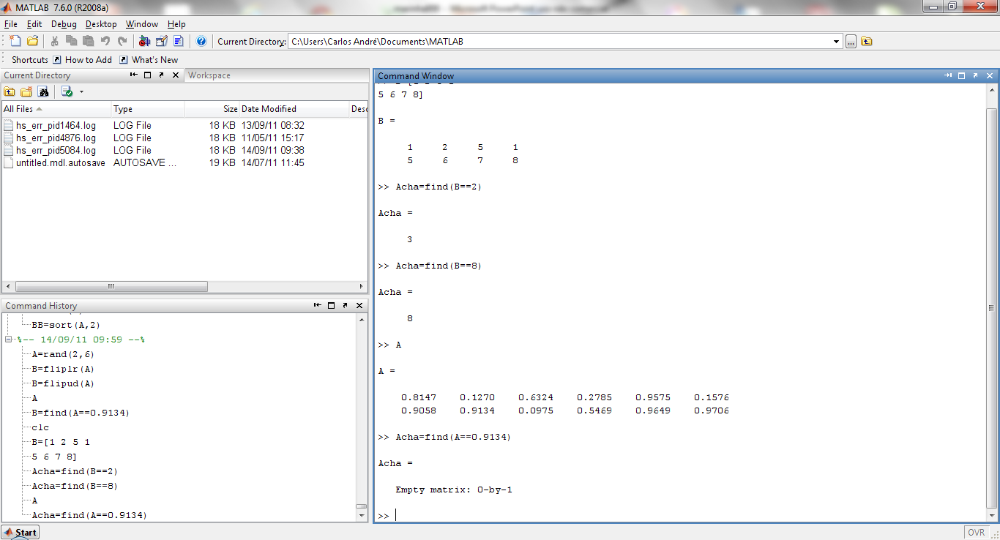 MATLAB 7.6.0 (R2008a)
File Edit Debug Desktop Window Help
Current Directory: C:\Users\Carlos André\Documents\MATLAB ...
Shortcuts How to Add What's New
Current Directory Workspace
All Files Type Size Date Modified Desc
hs_err_pid1464.log LOG File 18 KB 13/09/11 08:32
hs_err_pid4876.log LOG File 18 KB 11/05/11 15:17
hs_err_pid5084.log LOG File 18 KB 14/09/11 09:38
untitled.mdl.autosave AUTOSAVE ... 19 KB 14/07/11 11:45
Command History
BB=sort(A,2)
%-- 14/09/11 09:59 --%
A=rand(2,6)
B=fliplr(A)
B=flipud(A)
A
B=find(A==0.9134)
clc
B=[1 2 5 1
5 6 7 8]
Acha=find(B==2)
Acha=find(B==8)
A
Acha=find(A==0.9134)
Command Window
5 6 7 8]
B =
1 2 5 1
5 6 7 8
>> Acha=find(B==2)
Acha =
3
>> Acha=find(B==8)
Acha =
8
>> A
A =
0.8147 0.1270 0.6324 0.2785 0.9575 0.1576
0.9058 0.9134 0.0975 0.5469 0.9649 0.9706
>> Acha=find(A==0.9134)
Acha =
Empty matrix: 0-by-1
>>
Start
OVR